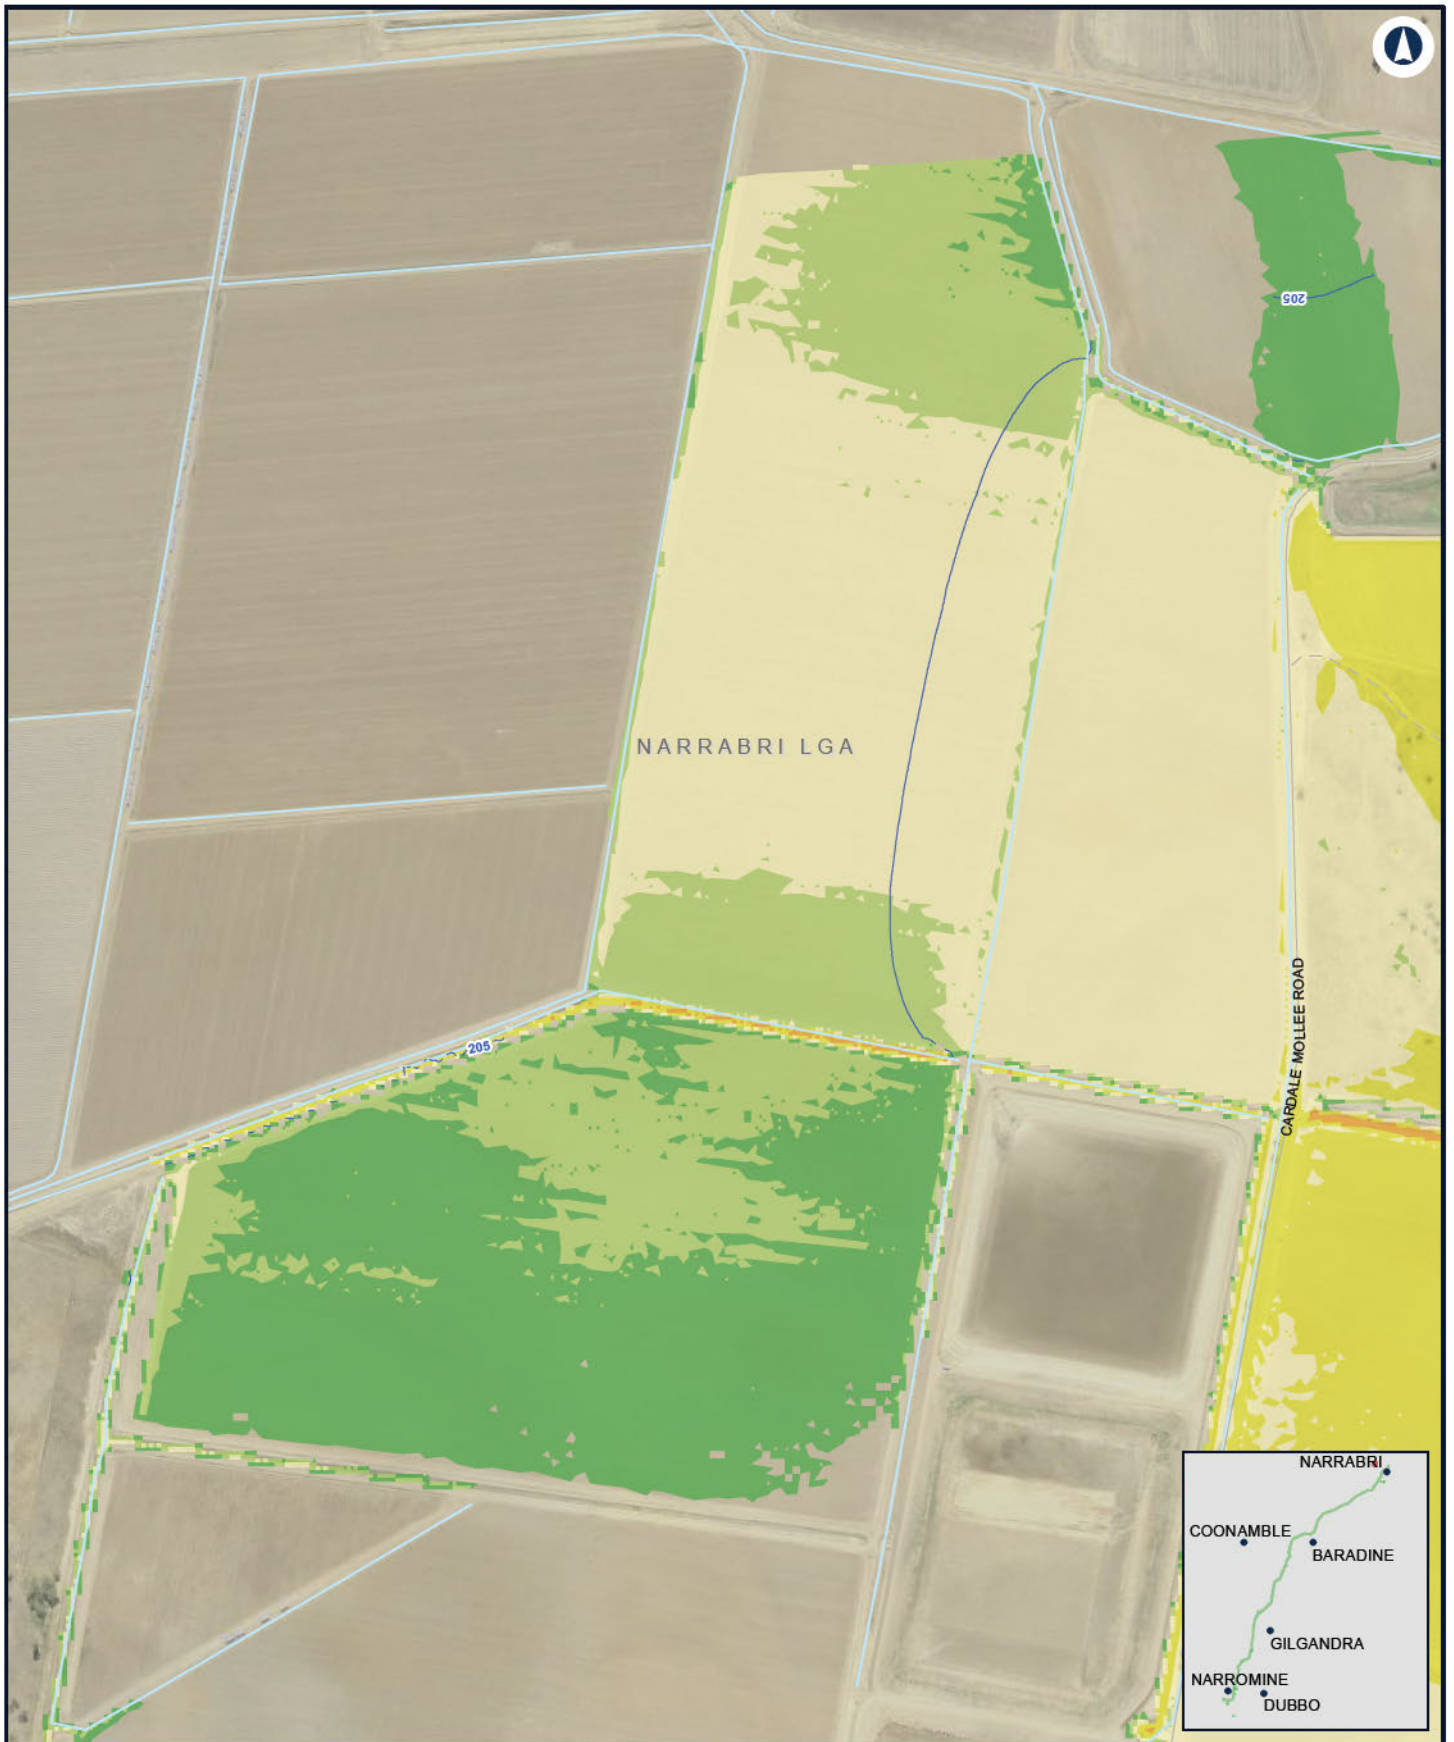 205
NARRABRI LGA
205
CARDALE MOLLEE ROAD
NARRABRI
COONAMBLE
BARADINE
GILGANDRA
NARROMINE
DUBBO